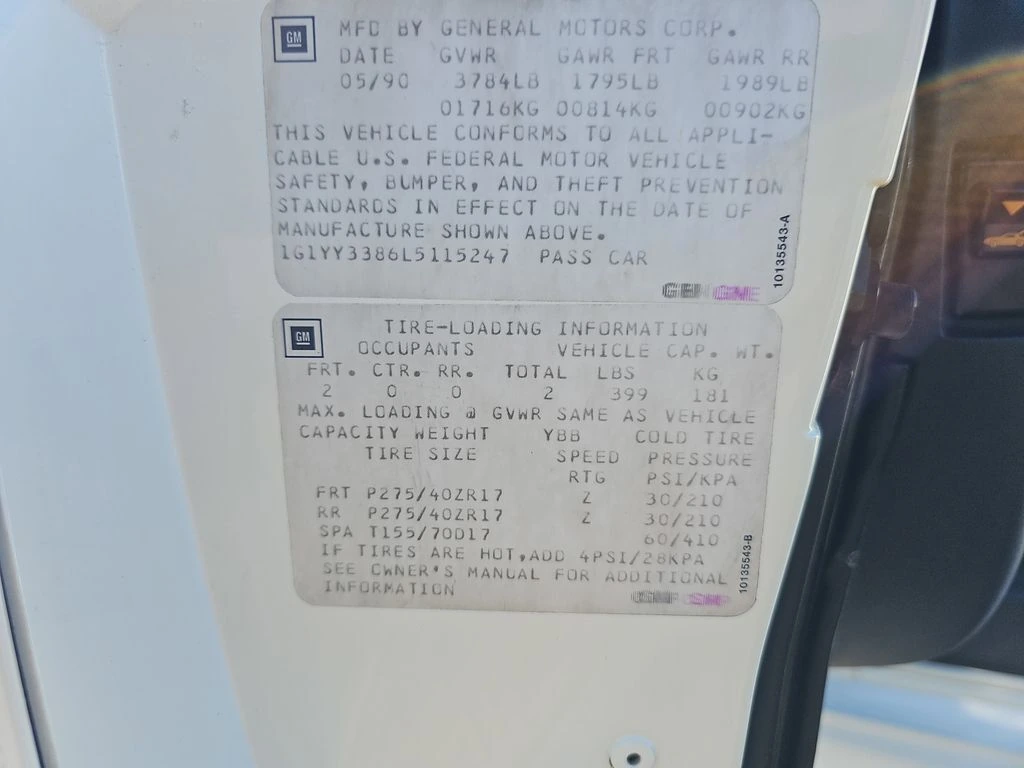 GM
MFD BY GENERAL MOTORS CORP.
DATE GVWR GAWR FRT GAWR RR
05/90 3784LB 1795LB 1989LB
01716KG 00814KG 00902KG
THIS VEHICLE CONFORMS TO ALL APPLI-
CABLE U.S. FEDERAL MOTOR VEHICLE
SAFETY, BUMPER, AND THEFT PREVENTION
STANDARDS IN EFFECT ON THE DATE OF
MANUFACTURE SHOWN ABOVE.
1G1YY3386L5115247 PASS CAR
10135543-A
GM
TIRE-LOADING INFORMATION
OCCUPANTS VEHICLE CAP. WT.
FRT. CTR. RR. TOTAL LBS KG
2 0 0 2 399 181
MAX. LOADING @ GVWR SAME AS VEHICLE
CAPACITY WEIGHT YBB COLD TIRE
TIRE SIZE SPEED PRESSURE
RTG PSI/KPA
FRT P275/40ZR17 Z 30/210
RR P275/40ZR17 Z 30/210
SPA T155/70D17 60/410
IF TIRES ARE HOT,ADD 4PSI/28KPA
SEE OWNER'S MANUAL FOR ADDITIONAL
INFORMATION
10135543-B